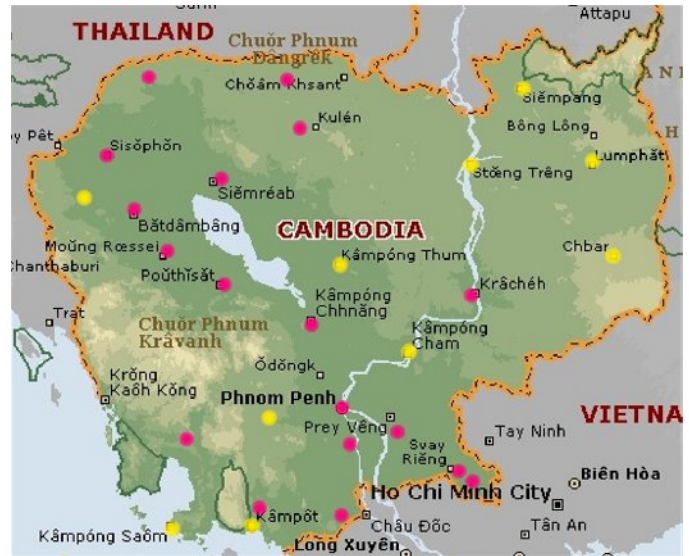 Surin
Attapu
THAILAND
Chuŏr Phnum
Dângrêk
Chŏâm Khsant
Siĕmpang
Kulén
Bông Lông
Sisŏphŏn
Lumphăt
Stœ̆ng Trêng
Siĕmréab
Bătdâmbâng
CAMBODIA
Moŭng Rœssei
Kâmpóng Thum
Chbar
Chanthaburi
Poŭthĭsăt
Krâchéh
Kâmpóng
Chhnăng
Trat
Chuŏr Phnum
Krâvanh
Kâmpóng
Cham
Ŏdŏngk
Krŏng
Kaôh Kŏng
Phnom Penh
VIETNA
Prey Vêng
Tay Ninh
Svay
Riĕng
Biên Hòa
Ho Chi Minh City
Kâmpóng Saôm
Kâmpôt
Châu Đốc
Tân An
Long Xuyên